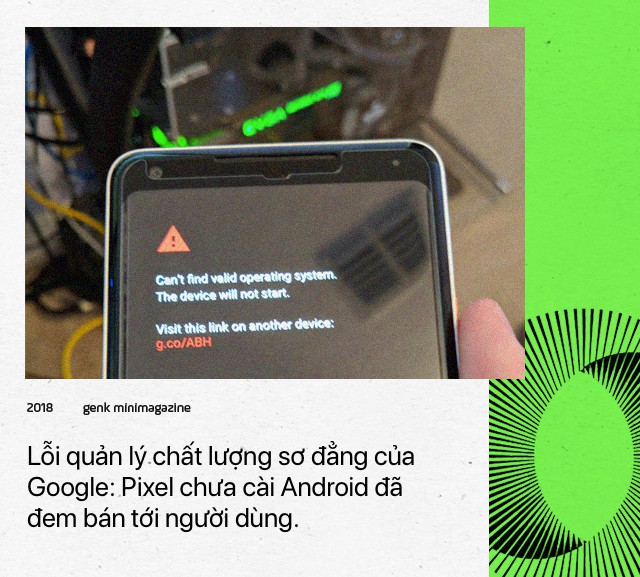 EVGA
Can't find valid operating system.
The device will not start.
Visit this link on another device:
g.co/ABH
2018 genk minimagazine
Lỗi quản lý chất lượng sơ đẳng của
Google: Pixel chưa cài Android đã
đem bán tới người dùng.